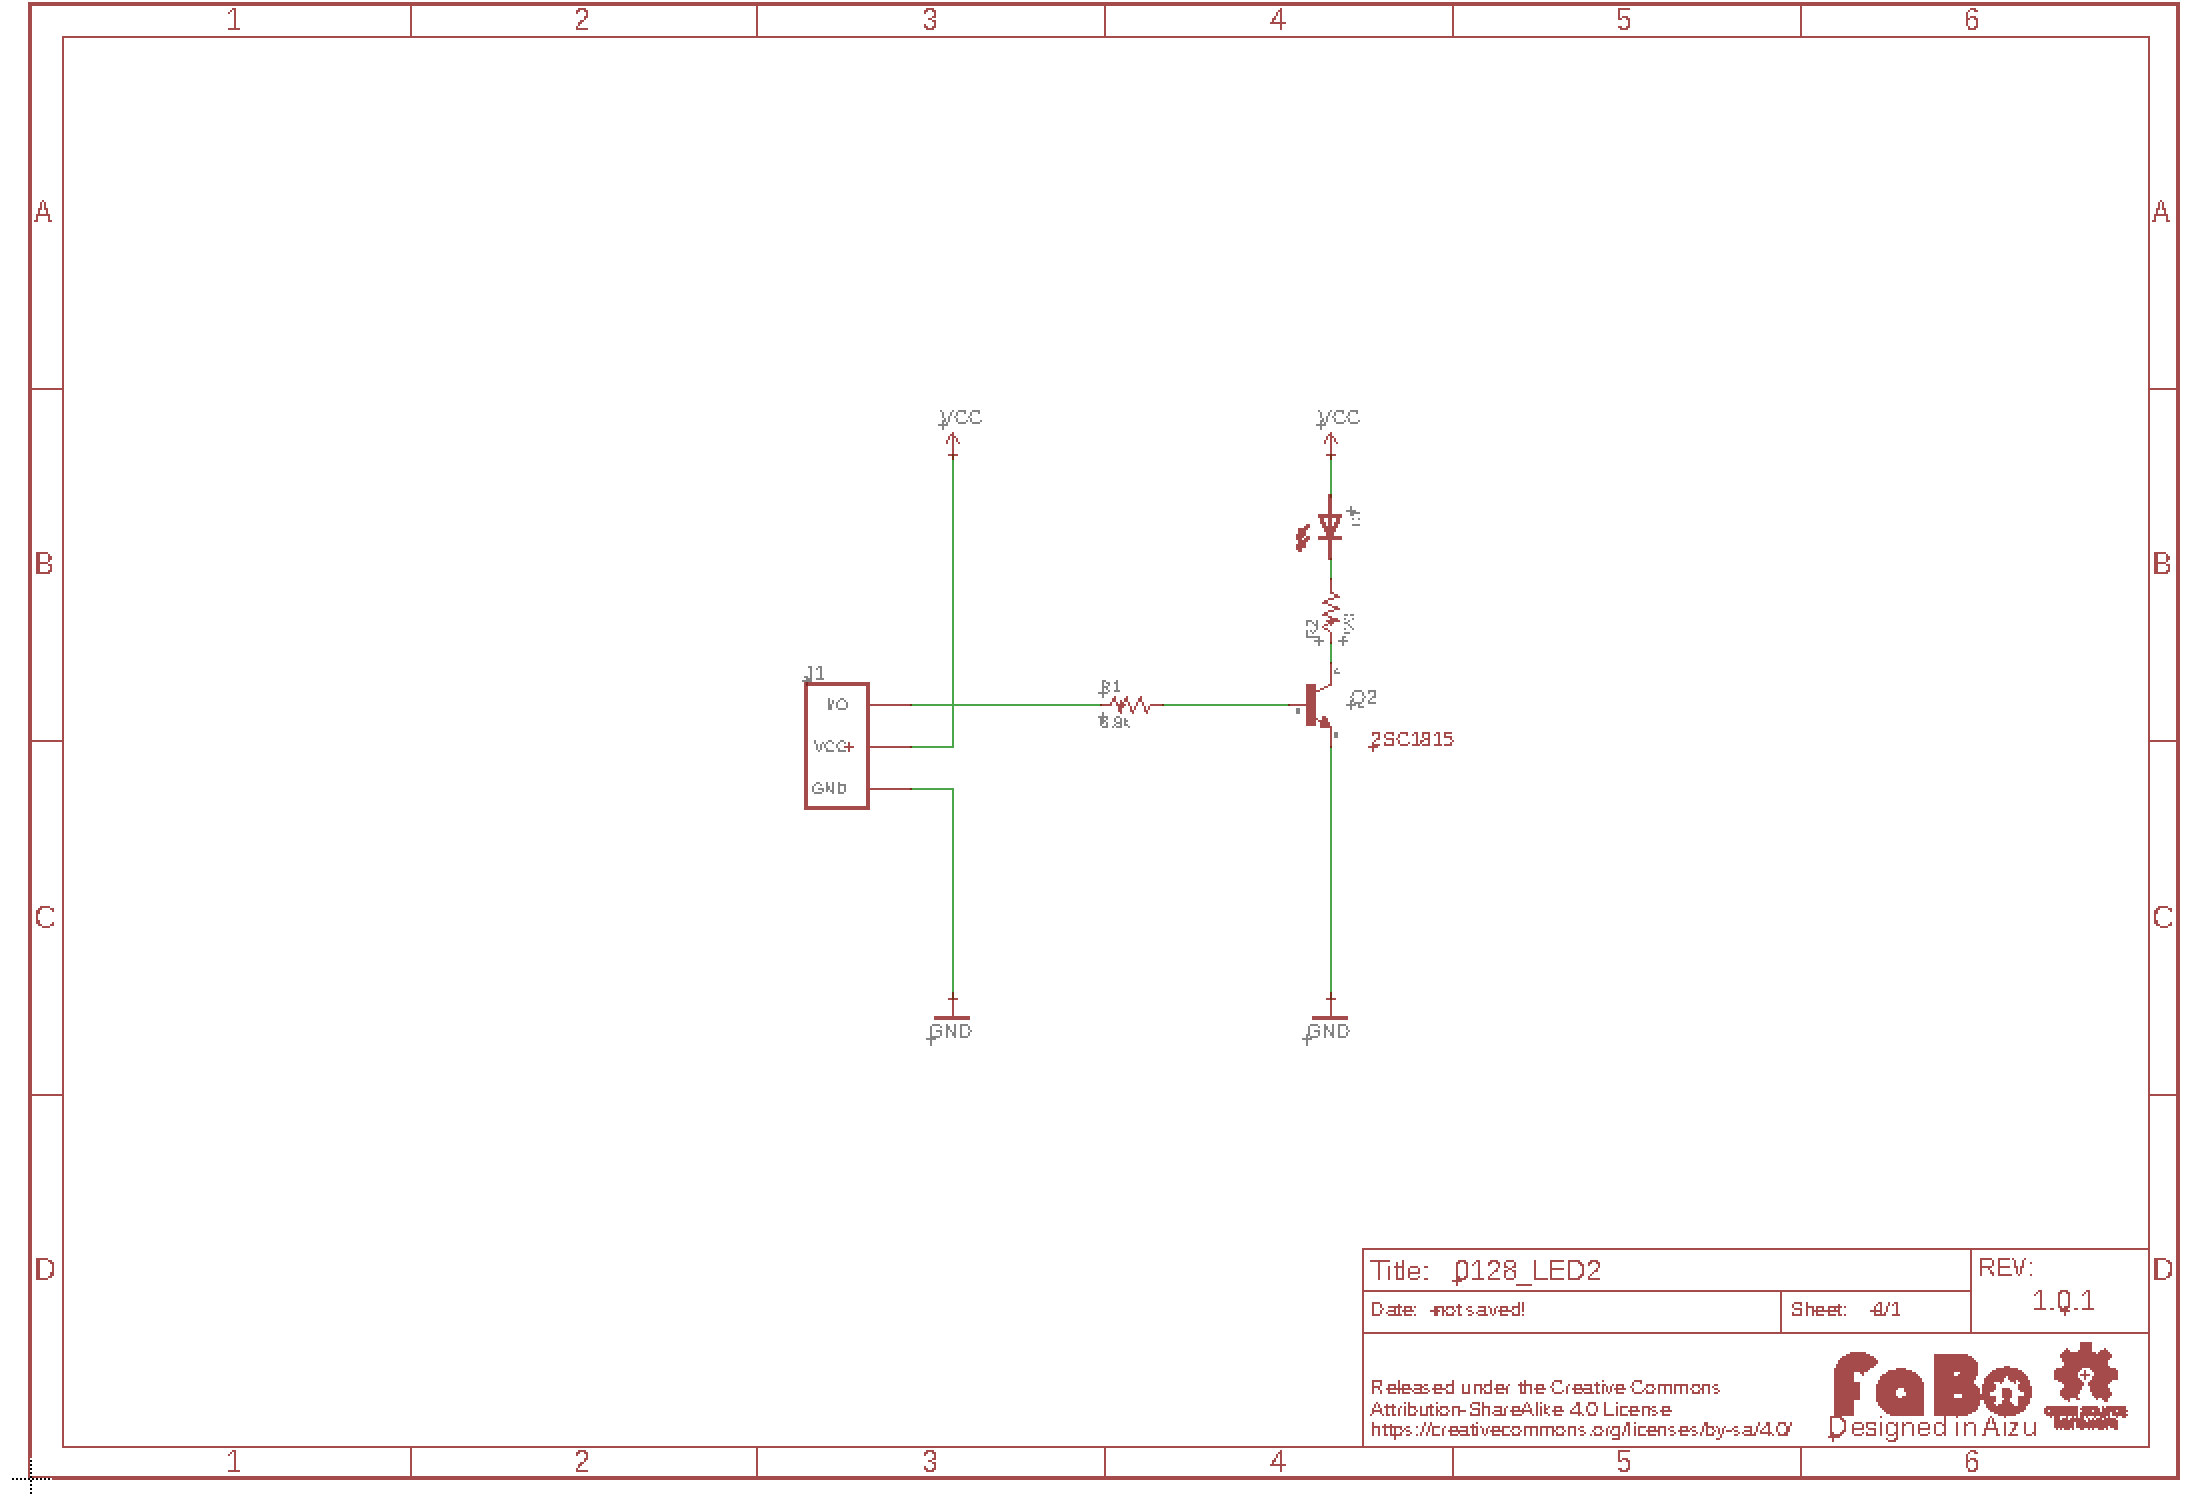 1 2 3 4 5 6
A A
VCC VCC
B B
R2
J1
I/O
R1
Q2
VCC
2SC1815
GND
C C
GND GND
D D
Title: 0128_LED2
REV:
1.0.1
Date: not saved!
Sheet: 1/1
Released under the Creative Commons
Attribution-ShareAlike 4.0 License
https://creativecommons.org/licenses/by-sa/4.0/
FaBo
Designed in Aizu
open source
hardware
1 2 3 4 5 6